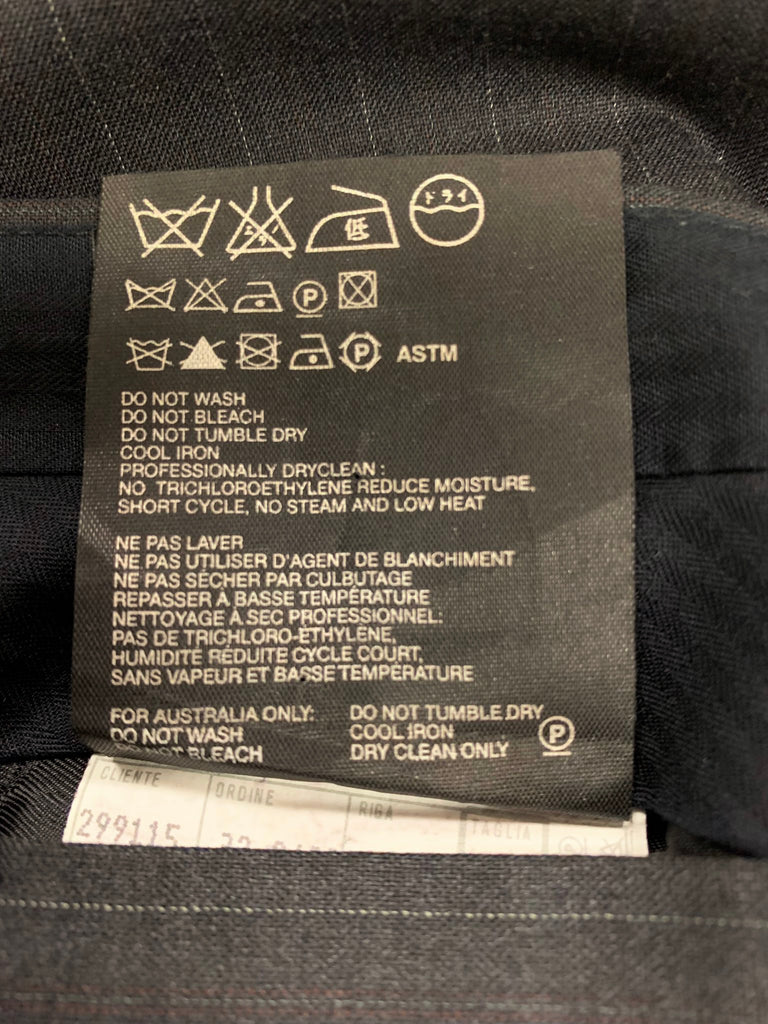 エンソ
低
ドライ
P
P ASTM
DO NOT WASH
DO NOT BLEACH
DO NOT TUMBLE DRY
COOL IRON
PROFESSIONALLY DRYCLEAN :
NO TRICHLOROETHYLENE REDUCE MOISTURE,
SHORT CYCLE, NO STEAM AND LOW HEAT
NE PAS LAVER
NE PAS UTILISER D'AGENT DE BLANCHIMENT
NE PAS SÉCHER PAR CULBUTAGE
REPASSER À BASSE TEMPÉRATURE
NETTOYAGE À SEC PROFESSIONNEL:
PAS DE TRICHLORO-ÉTHYLÈNE,
HUMIDITÉ RÉDUITE CYCLE COURT,
SANS VAPEUR ET BASSE TEMPÉRATURE
FOR AUSTRALIA ONLY: DO NOT TUMBLE DRY
DO NOT WASH COOL IRON P
DO NOT BLEACH DRY CLEAN ONLY
CLIENTE ORDINE RIGA TAGLIA
299115